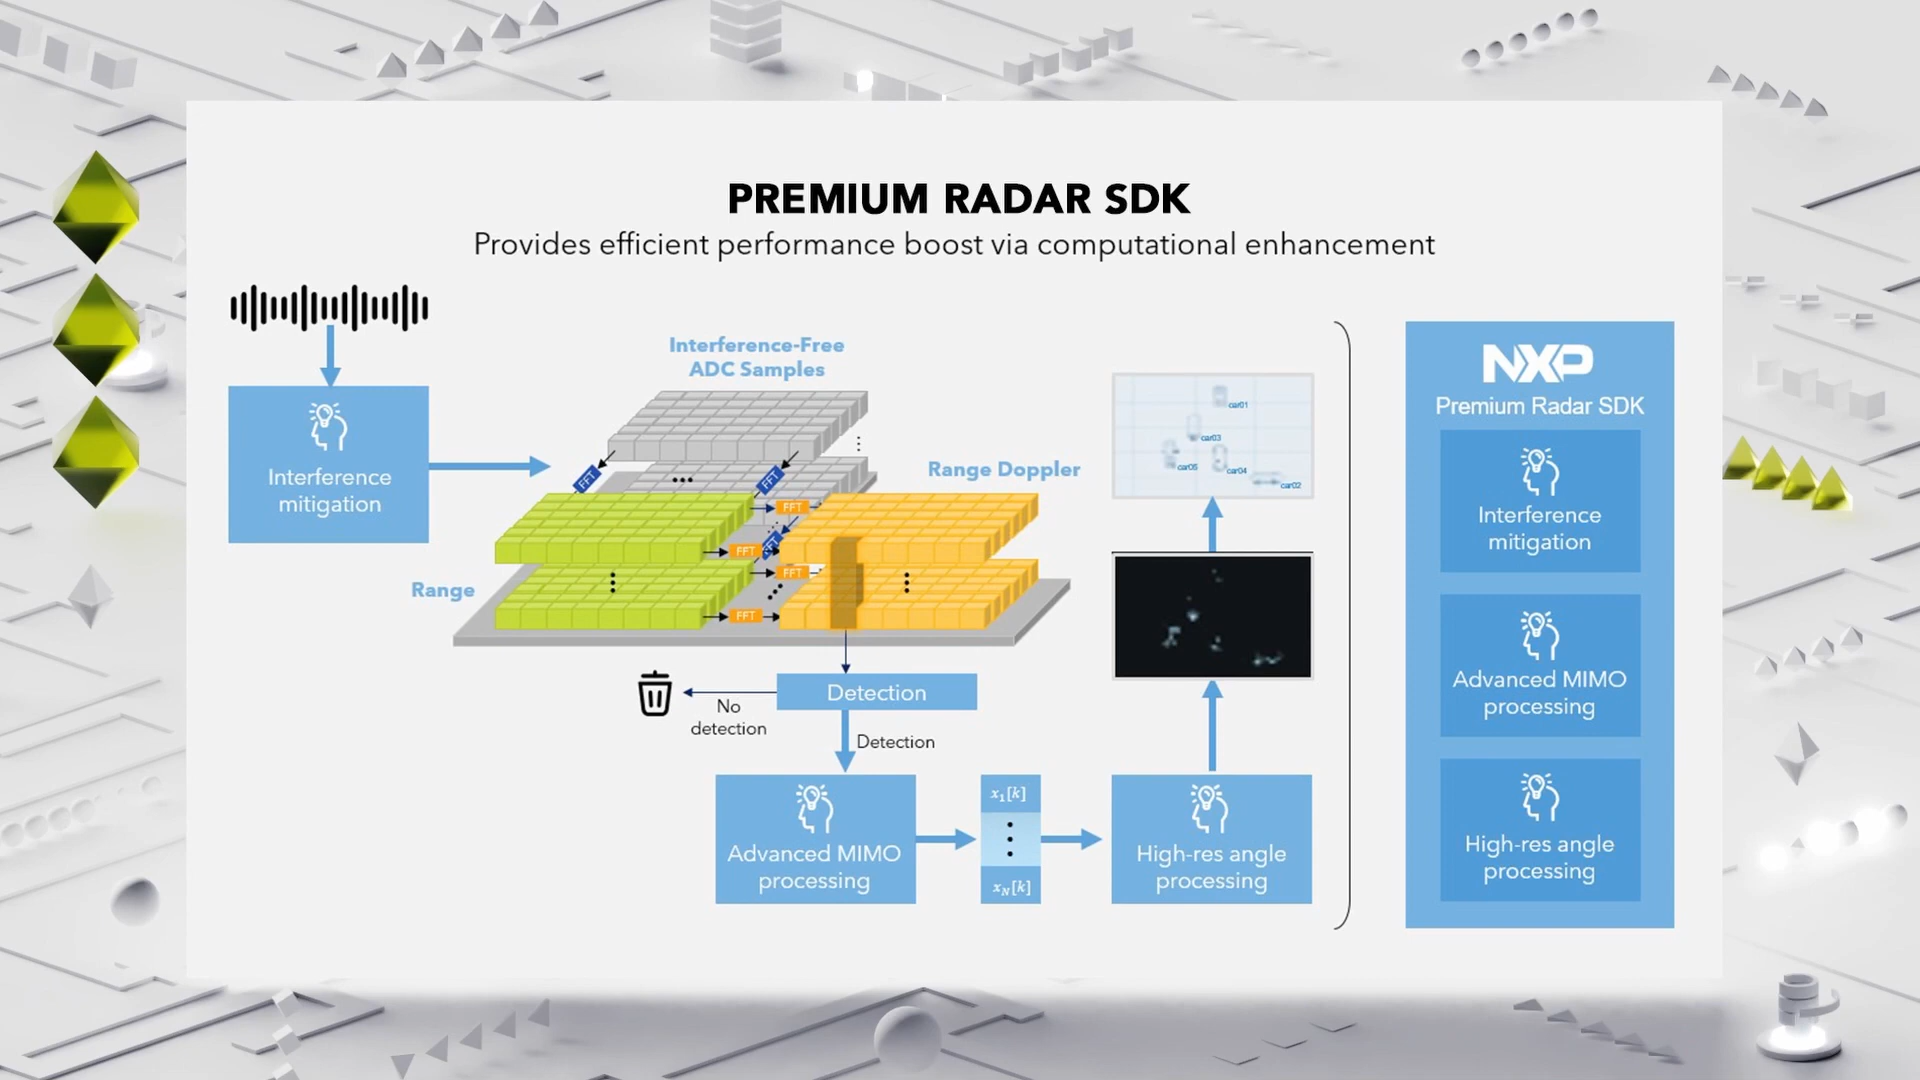 PREMIUM RADAR SDK
Provides efficient performance boost via computational enhancement
Interference
mitigation
Interference-Free
ADC Samples
Range Doppler
Range
FFT
FFT
FFT
FFT
FFT
FFT
FFT
Detection
No
detection
Detection
Advanced MIMO
processing
x₁[k]
x_N[k]
High-res angle
processing
car01
car03
car05
car04
car02
NXP
Premium Radar SDK
Interference
mitigation
Advanced MIMO
processing
High-res angle
processing